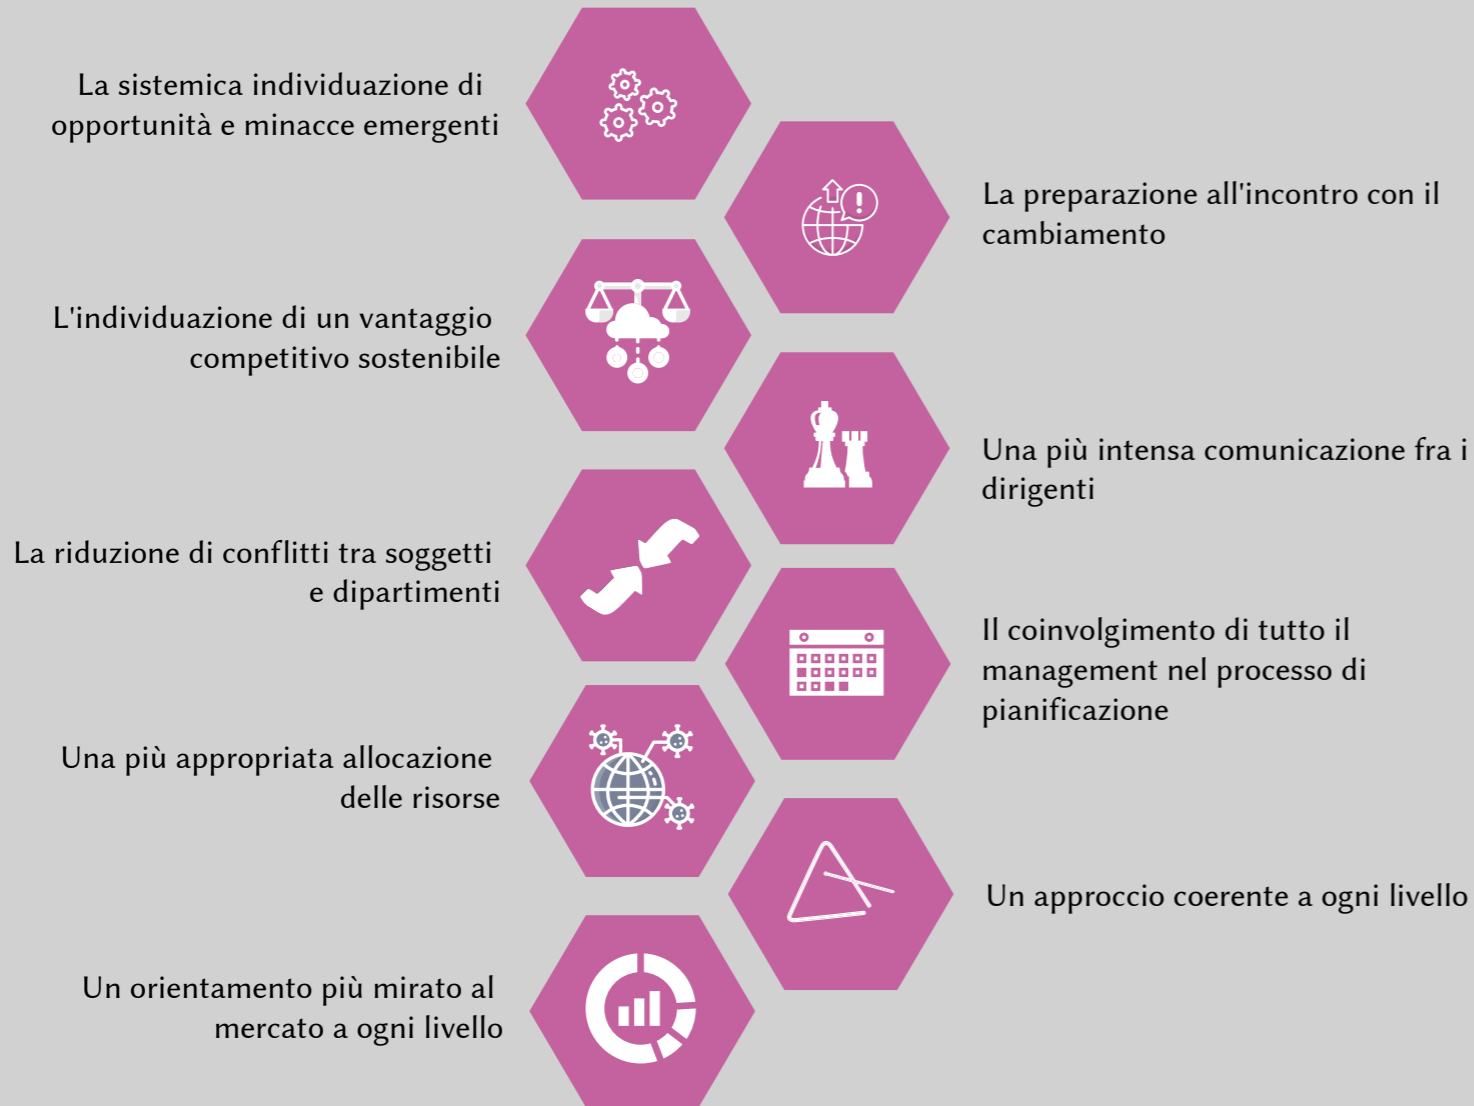 La sistemica individuazione di
opportunità e minacce emergenti
La preparazione all'incontro con il
cambiamento
L'individuazione di un vantaggio
competitivo sostenibile
Una più intensa comunicazione fra i
dirigenti
La riduzione di conflitti tra soggetti
e dipartimenti
Il coinvolgimento di tutto il
management nel processo di
pianificazione
Una più appropriata allocazione
delle risorse
Un approccio coerente a ogni livello
Un orientamento più mirato al
mercato a ogni livello